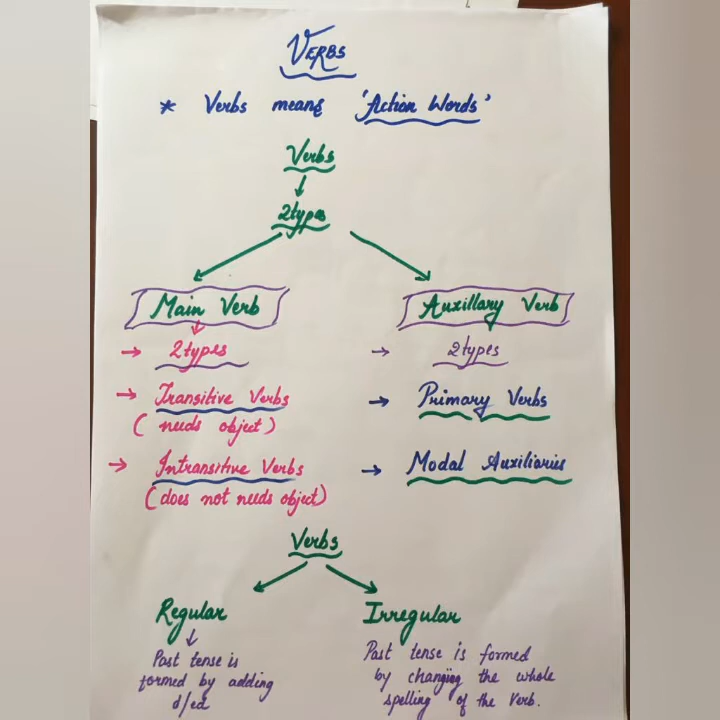 VERBS
* Verbs means 'Action Words'
Verbs
2types
Main Verb
Auxillary Verb
→ 2types
→ 2types
→ Transitive Verbs
(needs object)
→ Primary Verbs
→ Intransitive Verbs
(does not needs object)
→ Modal Auxiliaries
Verbs
Regular
Past tense is
formed by adding
d/ed
Irregular
Past tense is formed
by changing the whole
spelling of the Verb.